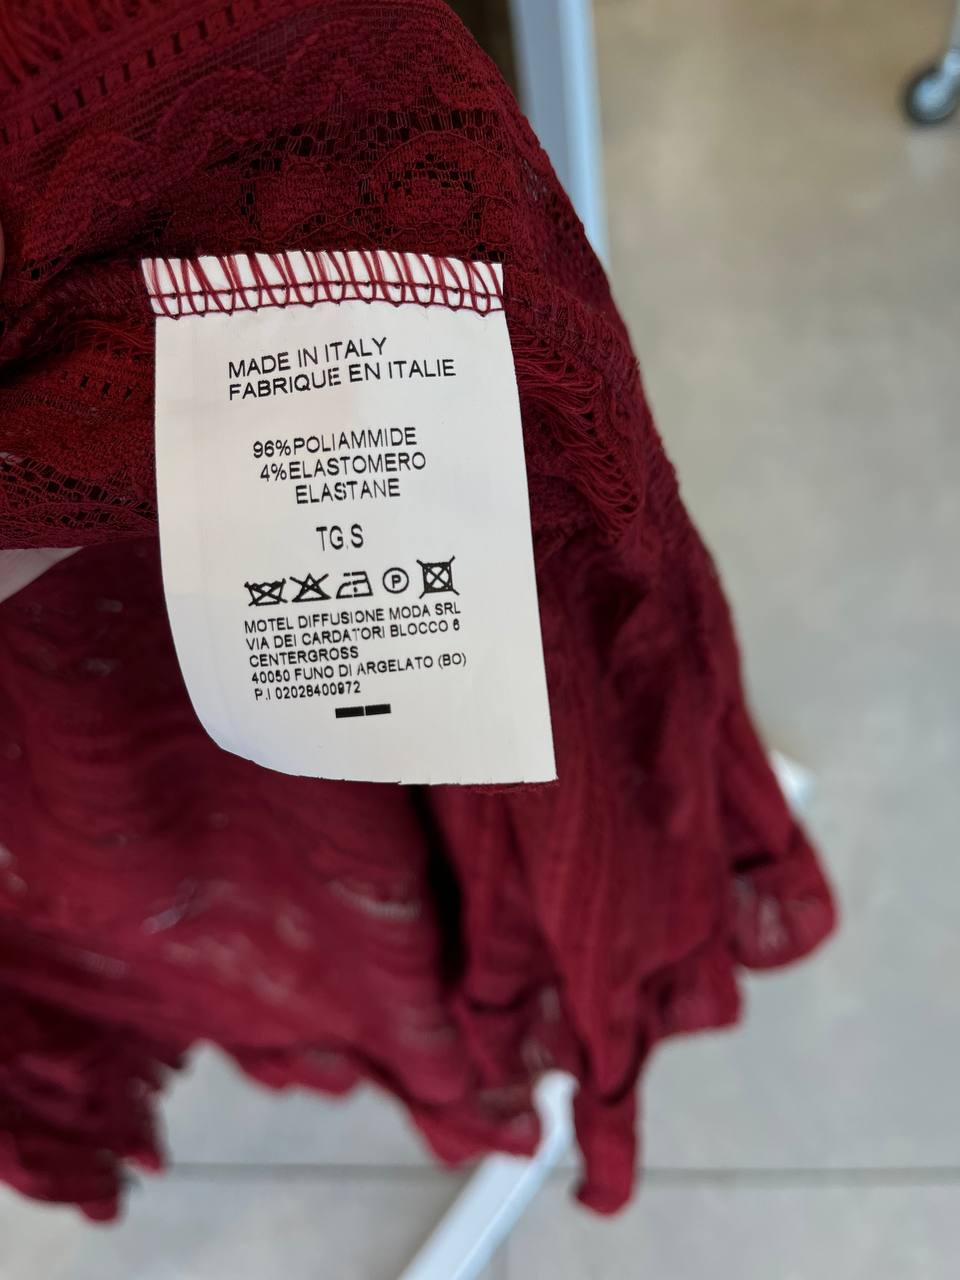 MADE IN ITALY
FABRIQUE EN ITALIE
96%POLIAMMIDE
4%ELASTOMERO
ELASTANE
TG.S
P
MOTEL DIFFUSIONE MODA SRL
VIA DEI CARDATORI BLOCCO 6
CENTERGROSS
40050 FUNO DI ARGELATO (BO)
P.I 02028400972